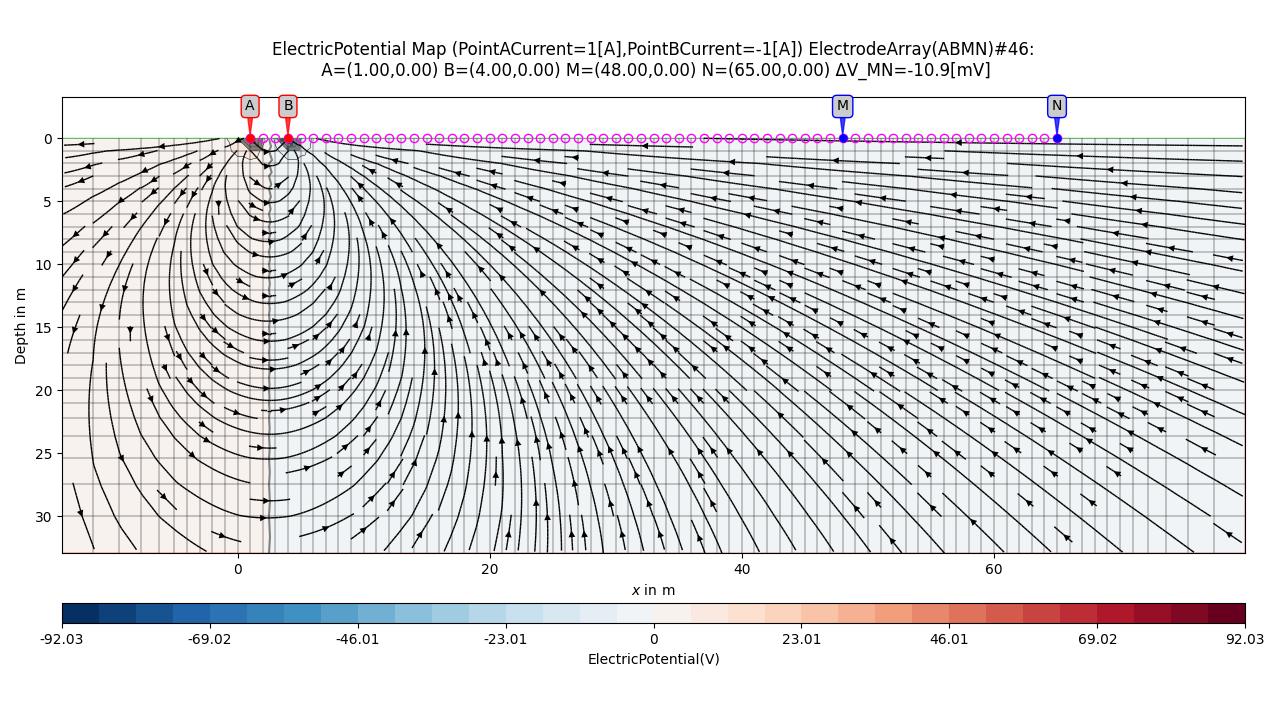 ElectricPotential Map (PointACurrent=1[A],PointBCurrent=-1[A]) ElectrodeArray(ABMN)#46:
A=(1.00,0.00) B=(4.00,0.00) M=(48.00,0.00) N=(65.00,0.00) ΔV_MN=-10.9[mV]
A B M N
0
5
10
15
20
25
30
Depth in m
0 20 40 60
x in m
-92.03 -69.02 -46.01 -23.01 0 23.01 46.01 69.02 92.03
ElectricPotential(V)